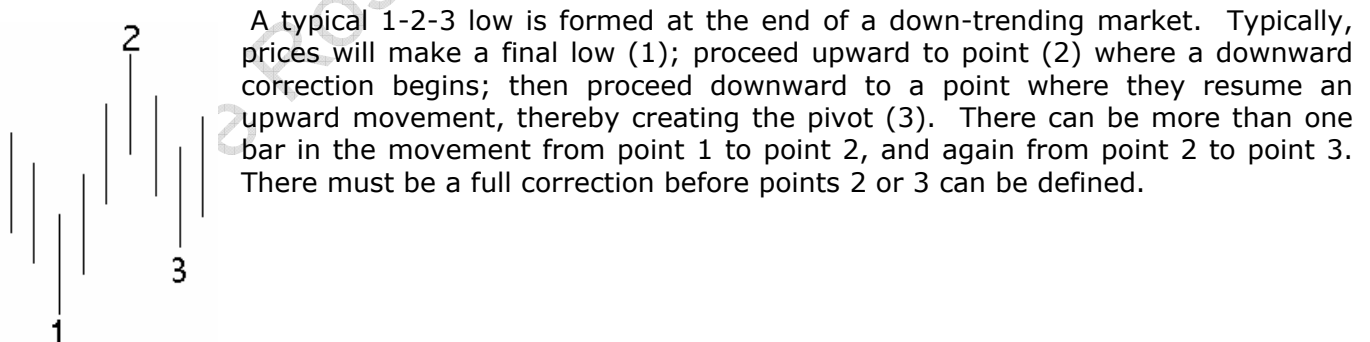 A typical 1-2-3 low is formed at the end of a down-trending market. Typically,
prices will make a final low (1); proceed upward to point (2) where a downward
correction begins; then proceed downward to a point where they resume an
upward movement, thereby creating the pivot (3). There can be more than one
bar in the movement from point 1 to point 2, and again from point 2 to point 3.
There must be a full correction before points 2 or 3 can be defined.
2
3
1